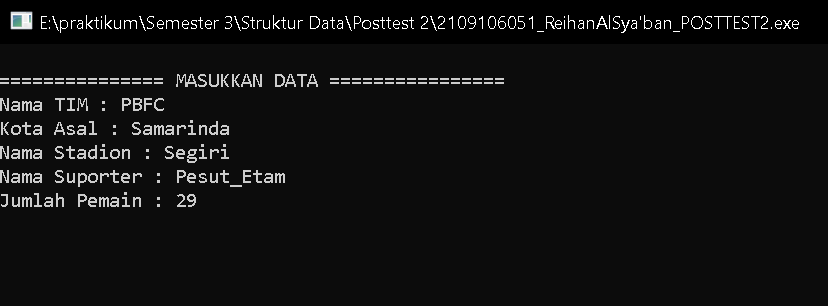 E:\praktikum\Semester 3\Struktur Data\Posttest 2\2109106051_ReihanAlSya'ban_POSTTEST2.exe
=============== MASUKKAN DATA ================
Nama TIM : PBFC
Kota Asal : Samarinda
Nama Stadion : Segiri
Nama Suporter : Pesut_Etam
Jumlah Pemain : 29